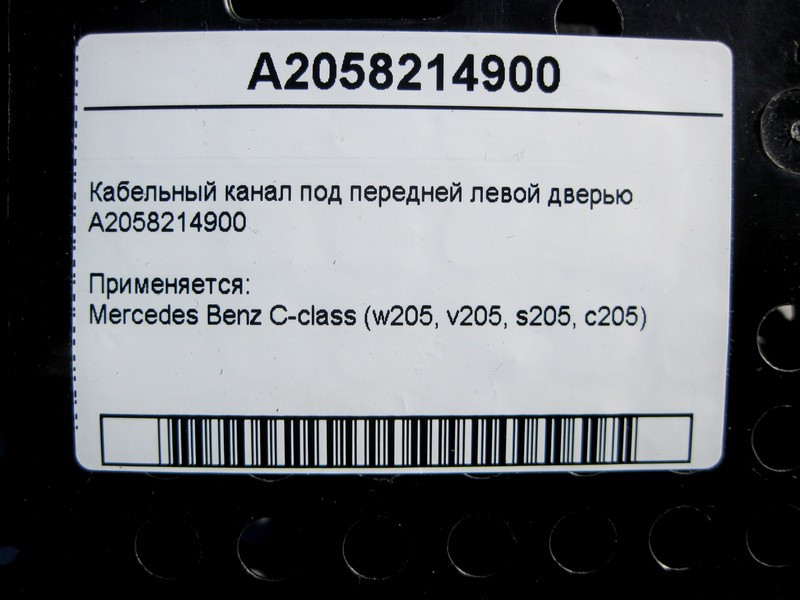 A2058214900
Кабельный канал под передней левой дверью
A2058214900
Применяется:
Mercedes Benz C-class (w205, v205, s205, c205)